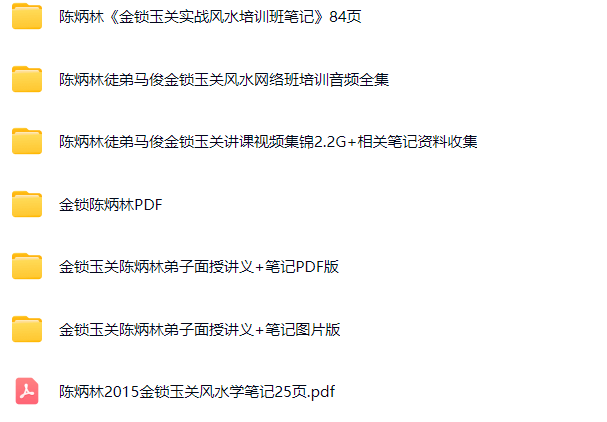 陈炳林《金锁玉关实战风水培训班笔记》84页
陈炳林徒弟马俊金锁玉关风水网络班培训音频全集
陈炳林徒弟马俊金锁玉关讲课视频集锦2.2G+相关笔记资料收集
金锁陈炳林PDF
金锁玉关陈炳林弟子面授讲义+笔记PDF版
金锁玉关陈炳林弟子面授讲义+笔记图片版
陈炳林2015金锁玉关风水学笔记25页.pdf